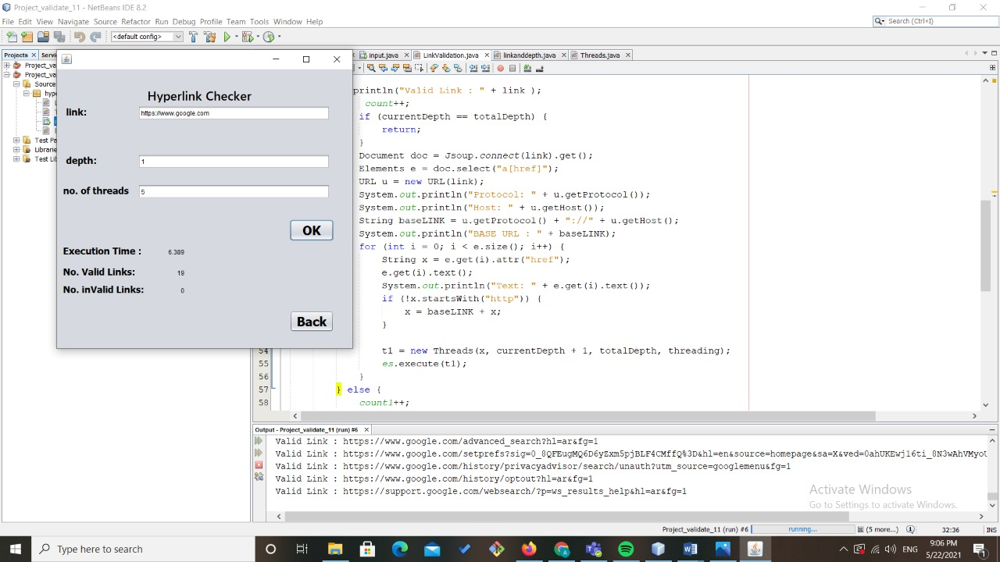 Project_validate_11 - NetBeans IDE 8.2
File Edit View Navigate Source Refactor Run Debug Profile Team Tools Window Help
Search (Ctrl+I)
<default config>
Projects Servi
input.java LinkValidation.java linkanddepth.java Threads.java
Project_va
Project_va
Source
hype
Test Pa
Librarie
Test Lib
Hyperlink Checker
link: https://www.google.com
depth: 1
no. of threads 5
OK
Execution Time : 6.389
No. Valid Links: 19
No. inValid Links: 0
Back
println("Valid Link : " + link );
count++;
if (currentDepth == totalDepth) {
return;
}
Document doc = Jsoup.connect(link).get();
Elements e = doc.select("a[href]");
URL u = new URL(link);
System.out.println("Protocol: " + u.getProtocol());
System.out.println("Host: " + u.getHost());
String baseLINK = u.getProtocol() + "://" + u.getHost();
System.out.println("BASE URL : " + baseLINK);
for (int i = 0; i < e.size(); i++) {
String x = e.get(i).attr("href");
e.get(i).text();
System.out.println("Text: " + e.get(i).text());
if (!x.startsWith("http")) {
x = baseLINK + x;
}
54 t1 = new Threads(x, currentDepth + 1, totalDepth, threading);
55 es.execute(t1);
56 }
57 } else {
58 count1++;
Output - Project_validate_11 (run) #6
Valid Link : https://www.google.com/advanced_search?hl=ar&fg=1
Valid Link : https://www.google.com/setprefs?sig=0_8QFEugMQ6D6yZxm5pjBLF4CMffQ%3D&hl=en&source=homepage&sa=X&ved=0ahUKEwj16ti_8N3wAhVMyoU
Valid Link : https://www.google.com/history/privacyadvisor/search/unauth?utm_source=googlemenu&fg=1
Valid Link : https://www.google.com/history/optout?hl=ar&fg=1
Valid Link : https://support.google.com/websearch/?p=ws_results_help&hl=ar&fg=1
Activate Windows
Go to Settings to activate Windows.
Project_validate_11 (run) #6 running... (5 more...) 1 32:36 INS
Type here to search
ENG
9:06 PM
5/22/2021
1